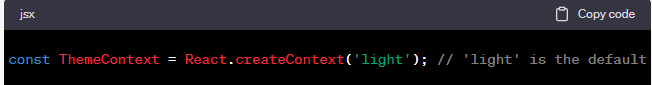 jsx Copy code
const ThemeContext = React.createContext('light'); // 'light' is the default